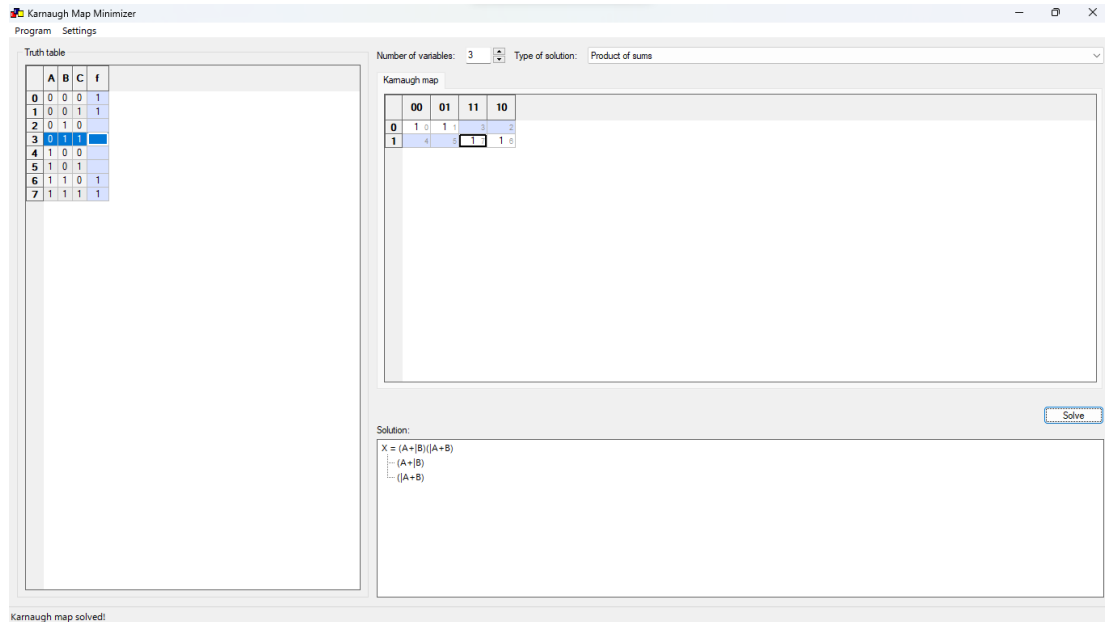 Karnaugh Map Minimizer
Program Settings
Truth table
A B C f
0 0 0 0 1
1 0 0 1 1
2 0 1 0
3 0 1 1
4 1 0 0
5 1 0 1
6 1 1 0 1
7 1 1 1 1
Number of variables: 3 Type of solution: Product of sums
Karnaugh map
00 01 11 10
0 1 0 1 1 3 2
1 4 5 1 7 1 6
Solve
Solution:
X = (A+|B)(|A+B)
(A+|B)
(|A+B)
Karnaugh map solved!